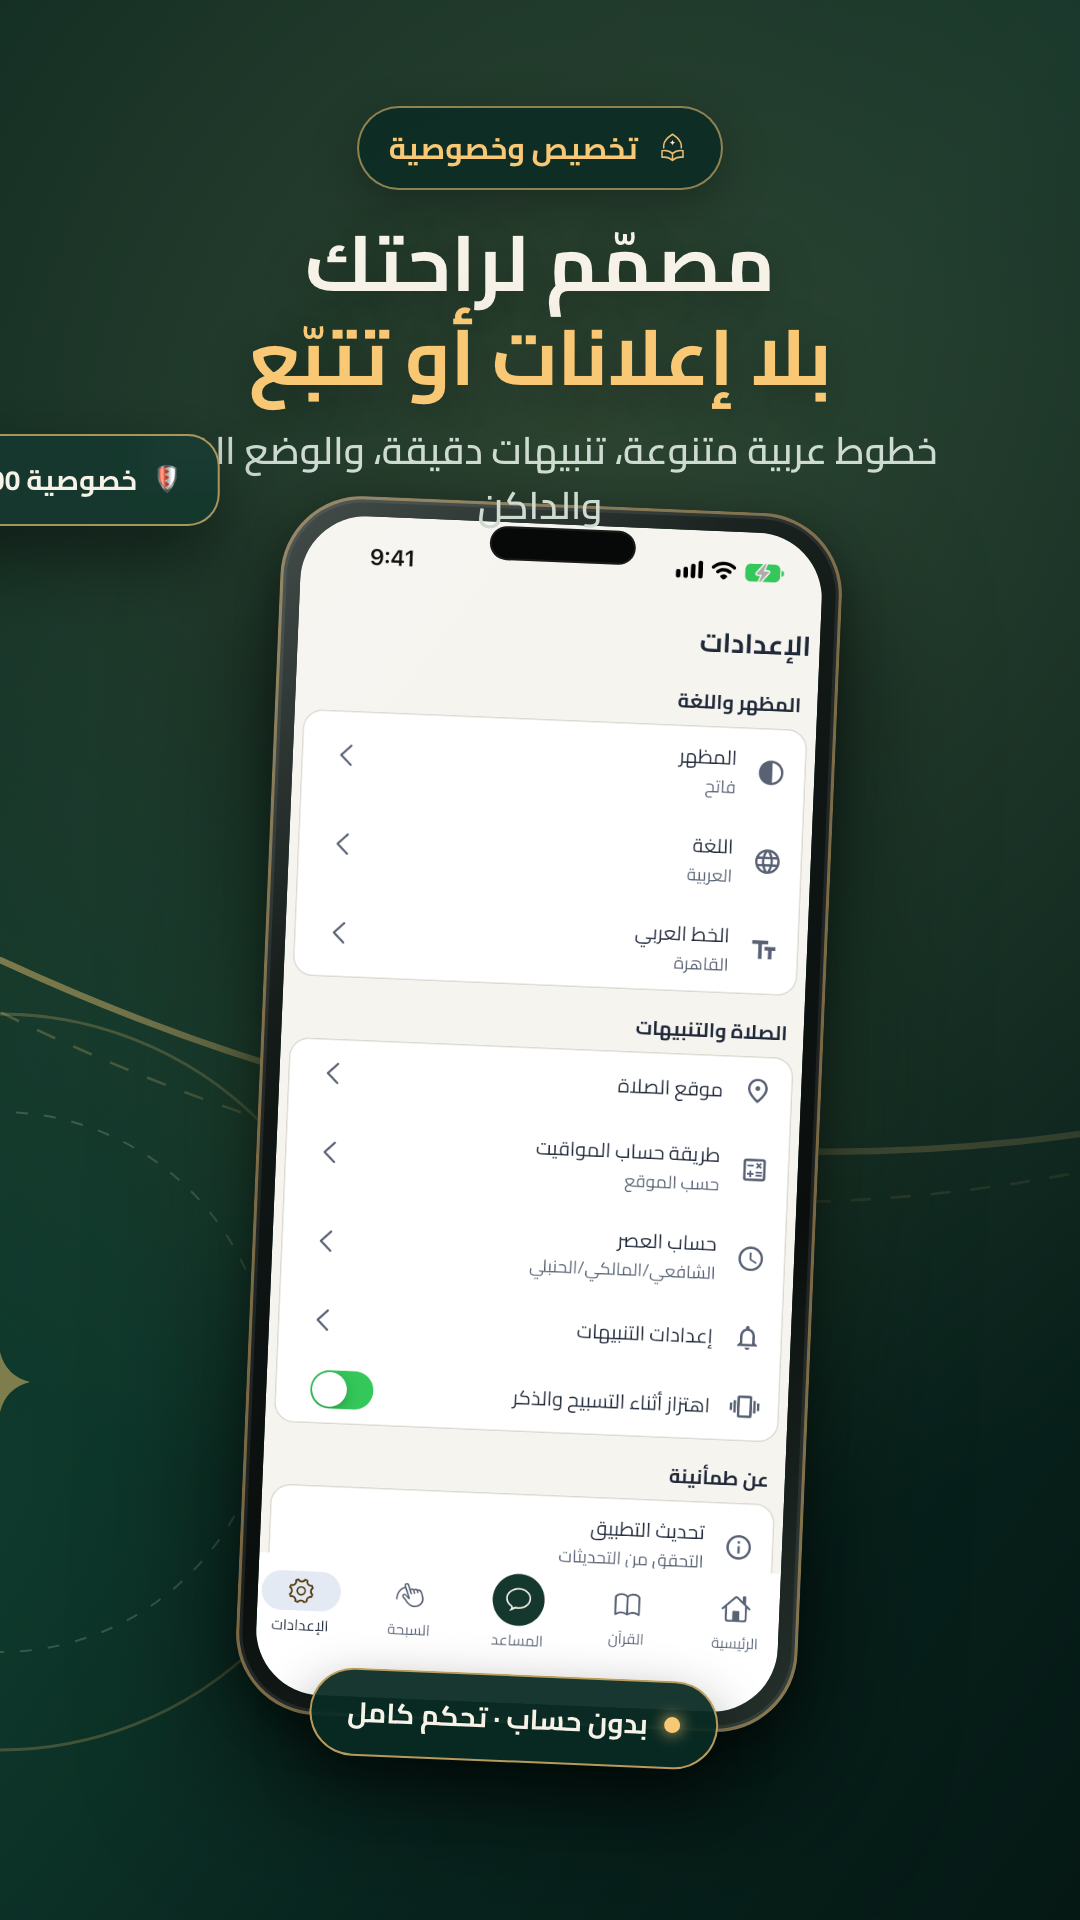 تخصيص وخصوصية
مصمّم لراحتك
بلا إعلانات أو تتبّع
خطوط عربية متنوعة، تنبيهات دقيقة، والوضع
والداكن
خصوصية
9:41
الإعدادات
المظهر واللغة
المظهر
فاتح
اللغة
العربية
الخط العربي
القاهرة
الصلاة والتنبيهات
موقع الصلاة
طريقة حساب المواقيت
حسب الموقع
حساب العصر
الشافعي/المالكي/الحنبلي
إعدادات التنبيهات
اهتزاز أثناء التسبيح والذكر
عن طمأنينة
تحديث التطبيق
التحقق من التحديثات
الرئيسية
القرآن
المساعد
السبحة
الإعدادات
بدون حساب · تحكم كامل